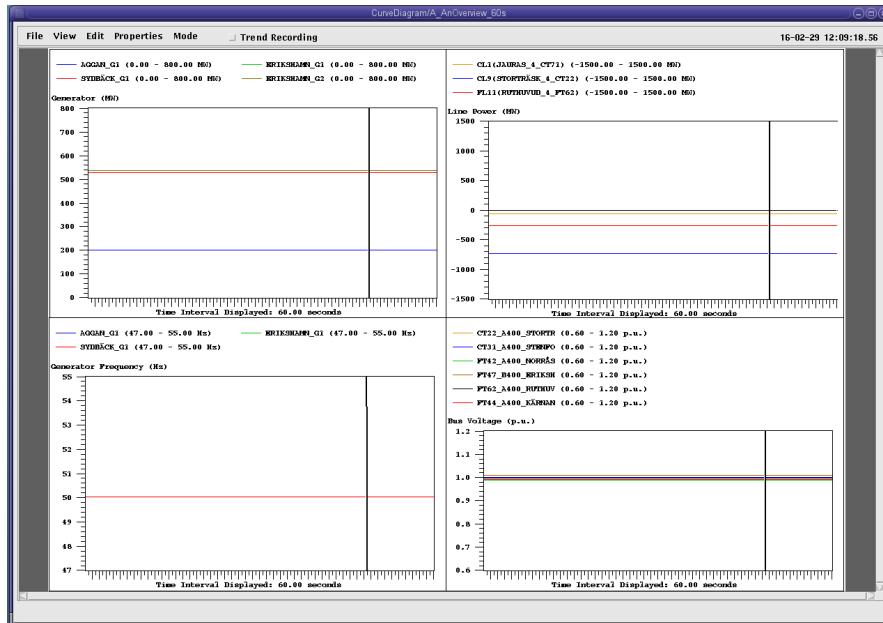 CurveDiagram/A_AnOverview_60s
File View Edit Properties Mode Trend Recording 16-02-29 12:09:18.56
AGGAN_G1 (0.00 - 800.00 MW) ERIKSHAMN_G1 (0.00 - 800.00 MW)
SYDBÄCK_G1 (0.00 - 800.00 MW) ERIKSHAMN_G2 (0.00 - 800.00 MW)
Generator (MW)
800
700
600
500
400
300
200
100
0
Time Interval Displayed: 60.00 seconds
CL1(JAURAS_4_CT71) (-1500.00 - 1500.00 MW)
CL9(STORTRÄSK_4_CT22) (-1500.00 - 1500.00 MW)
FL11(RUTHUVUD_4_FT62) (-1500.00 - 1500.00 MW)
Line Power (MW)
1500
1000
500
0
-500
-1000
-1500
Time Interval Displayed: 60.00 seconds
AGGAN_G1 (47.00 - 55.00 Hz) ERIKSHAMN_G1 (47.00 - 55.00 Hz)
SYDBÄCK_G1 (47.00 - 55.00 Hz)
Generator Frequency (Hz)
55
54
53
52
51
50
49
48
47
Time Interval Displayed: 60.00 seconds
CT22_A400_STORTR (0.60 - 1.20 p.u.)
CT31_A400_STENFO (0.60 - 1.20 p.u.)
FT42_A400_NORRÅS (0.60 - 1.20 p.u.)
FT47_B400_ERIKSH (0.60 - 1.20 p.u.)
FT62_A400_RUTHUV (0.60 - 1.20 p.u.)
FT44_A400_KÄRNAN (0.60 - 1.20 p.u.)
Bus Voltage (p.u.)
1.2
1.1
1.0
0.9
0.8
0.7
0.6
Time Interval Displayed: 60.00 seconds